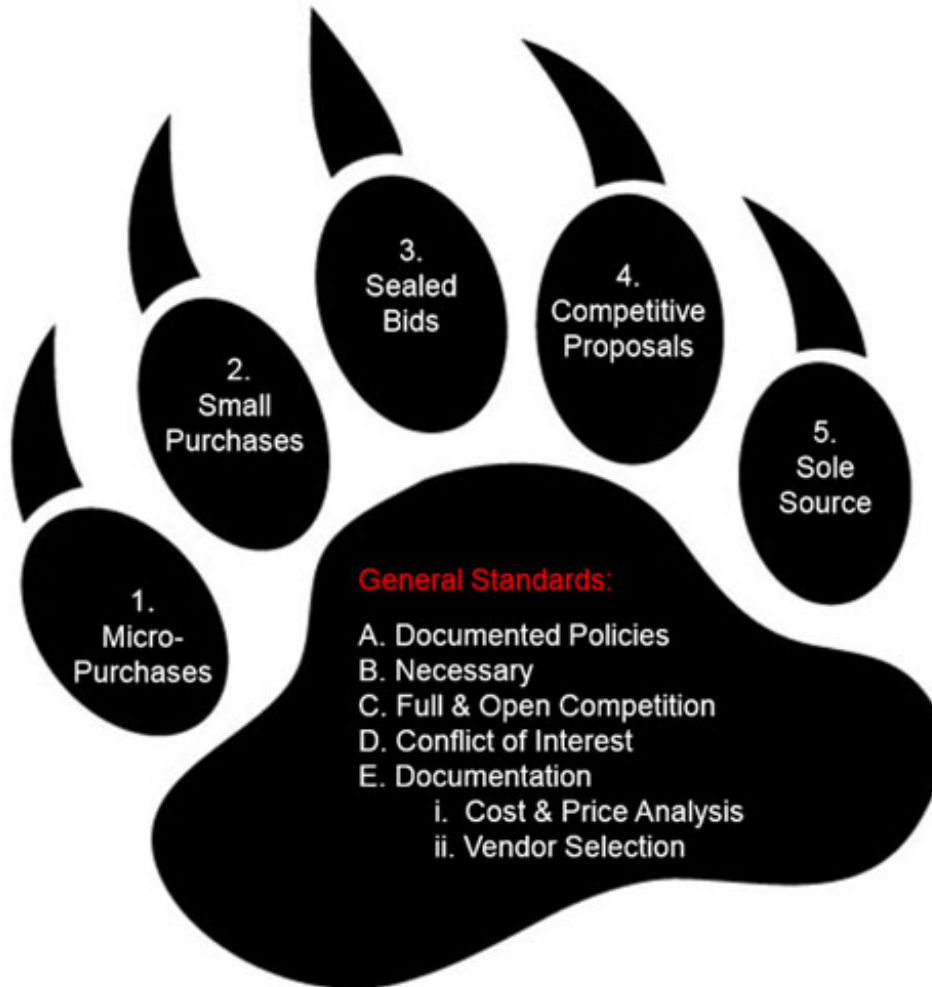 1.
Micro-
Purchases
2.
Small
Purchases
3.
Sealed
Bids
4.
Competitive
Proposals
5.
Sole
Source
General Standards:
A. Documented Policies
B. Necessary
C. Full & Open Competition
D. Conflict of Interest
E. Documentation
i. Cost & Price Analysis
ii. Vendor Selection